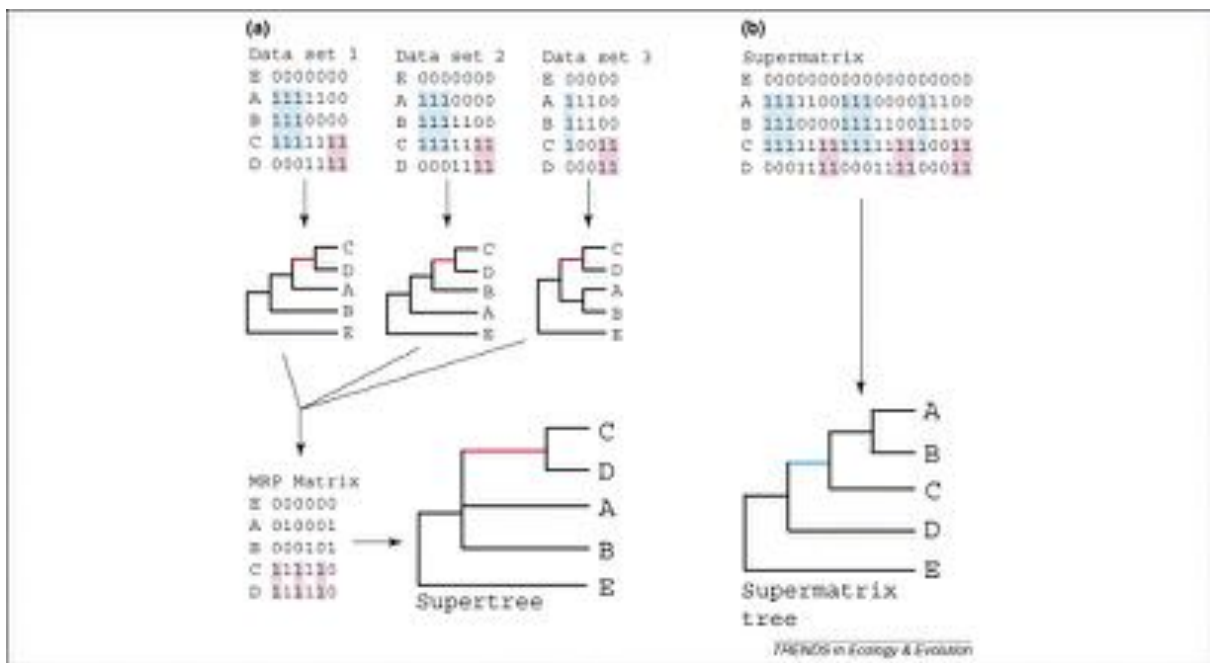 (a)
Data set 1
E 0000000
A 1111100
B 1110000
C 1111111
D 0001111
Data set 2
E 0000000
A 1110000
B 1111100
C 1111111
D 0001111
Data set 3
E 00000
A 11100
B 11100
C 10011
D 00011
C
D
A
B
E
C
D
B
A
E
C
D
A
B
E
MRP Matrix
E 000000
A 010001
B 000101
C 111110
D 111110
C
D
A
B
E
Supertree
(b)
Supermatrix
E 0000000000000000000
A 1111100111000011100
B 1110000111110011100
C 1111111111111110011
D 0001111000111100011
A
B
C
D
E
Supermatrix
tree
TRENDS in Ecology & Evolution